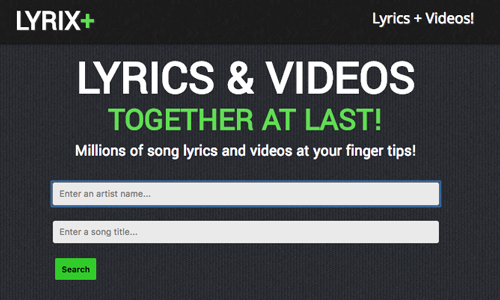 LYRIX+
Lyrics + Videos!
LYRICS & VIDEOS
TOGETHER AT LAST!
Millions of song lyrics and videos at your finger tips!
Enter an artist name...
Enter a song title...
Search